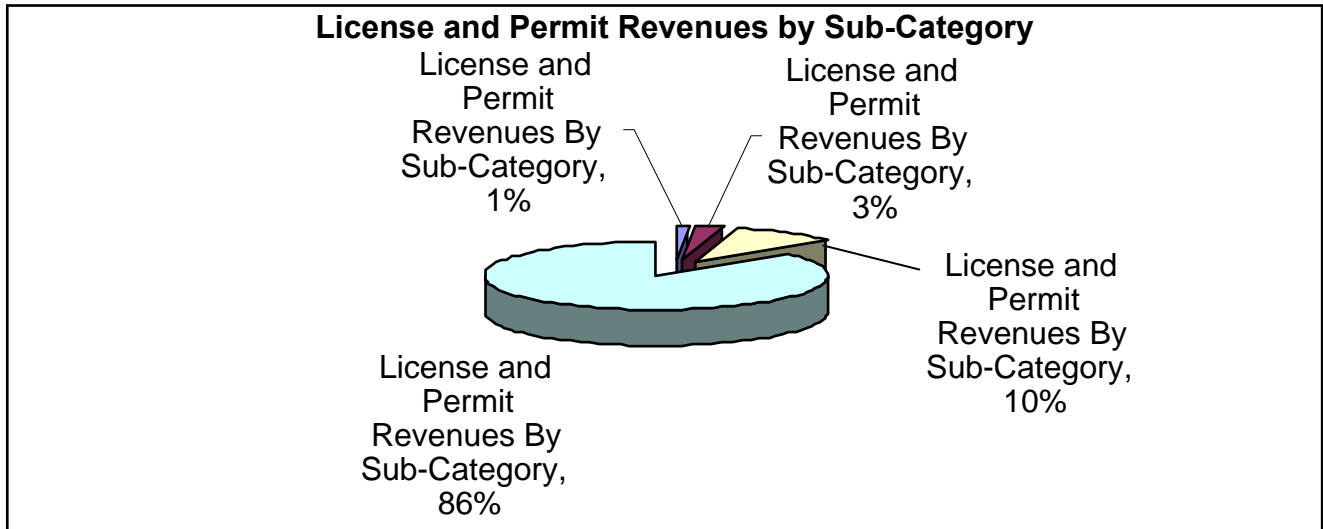 License and Permit Revenues by Sub-Category
License and
Permit
Revenues By
Sub-Category,
1%
License and
Permit
Revenues By
Sub-Category,
3%
License and
Permit
Revenues By
Sub-Category,
10%
License and
Permit
Revenues By
Sub-Category,
86%